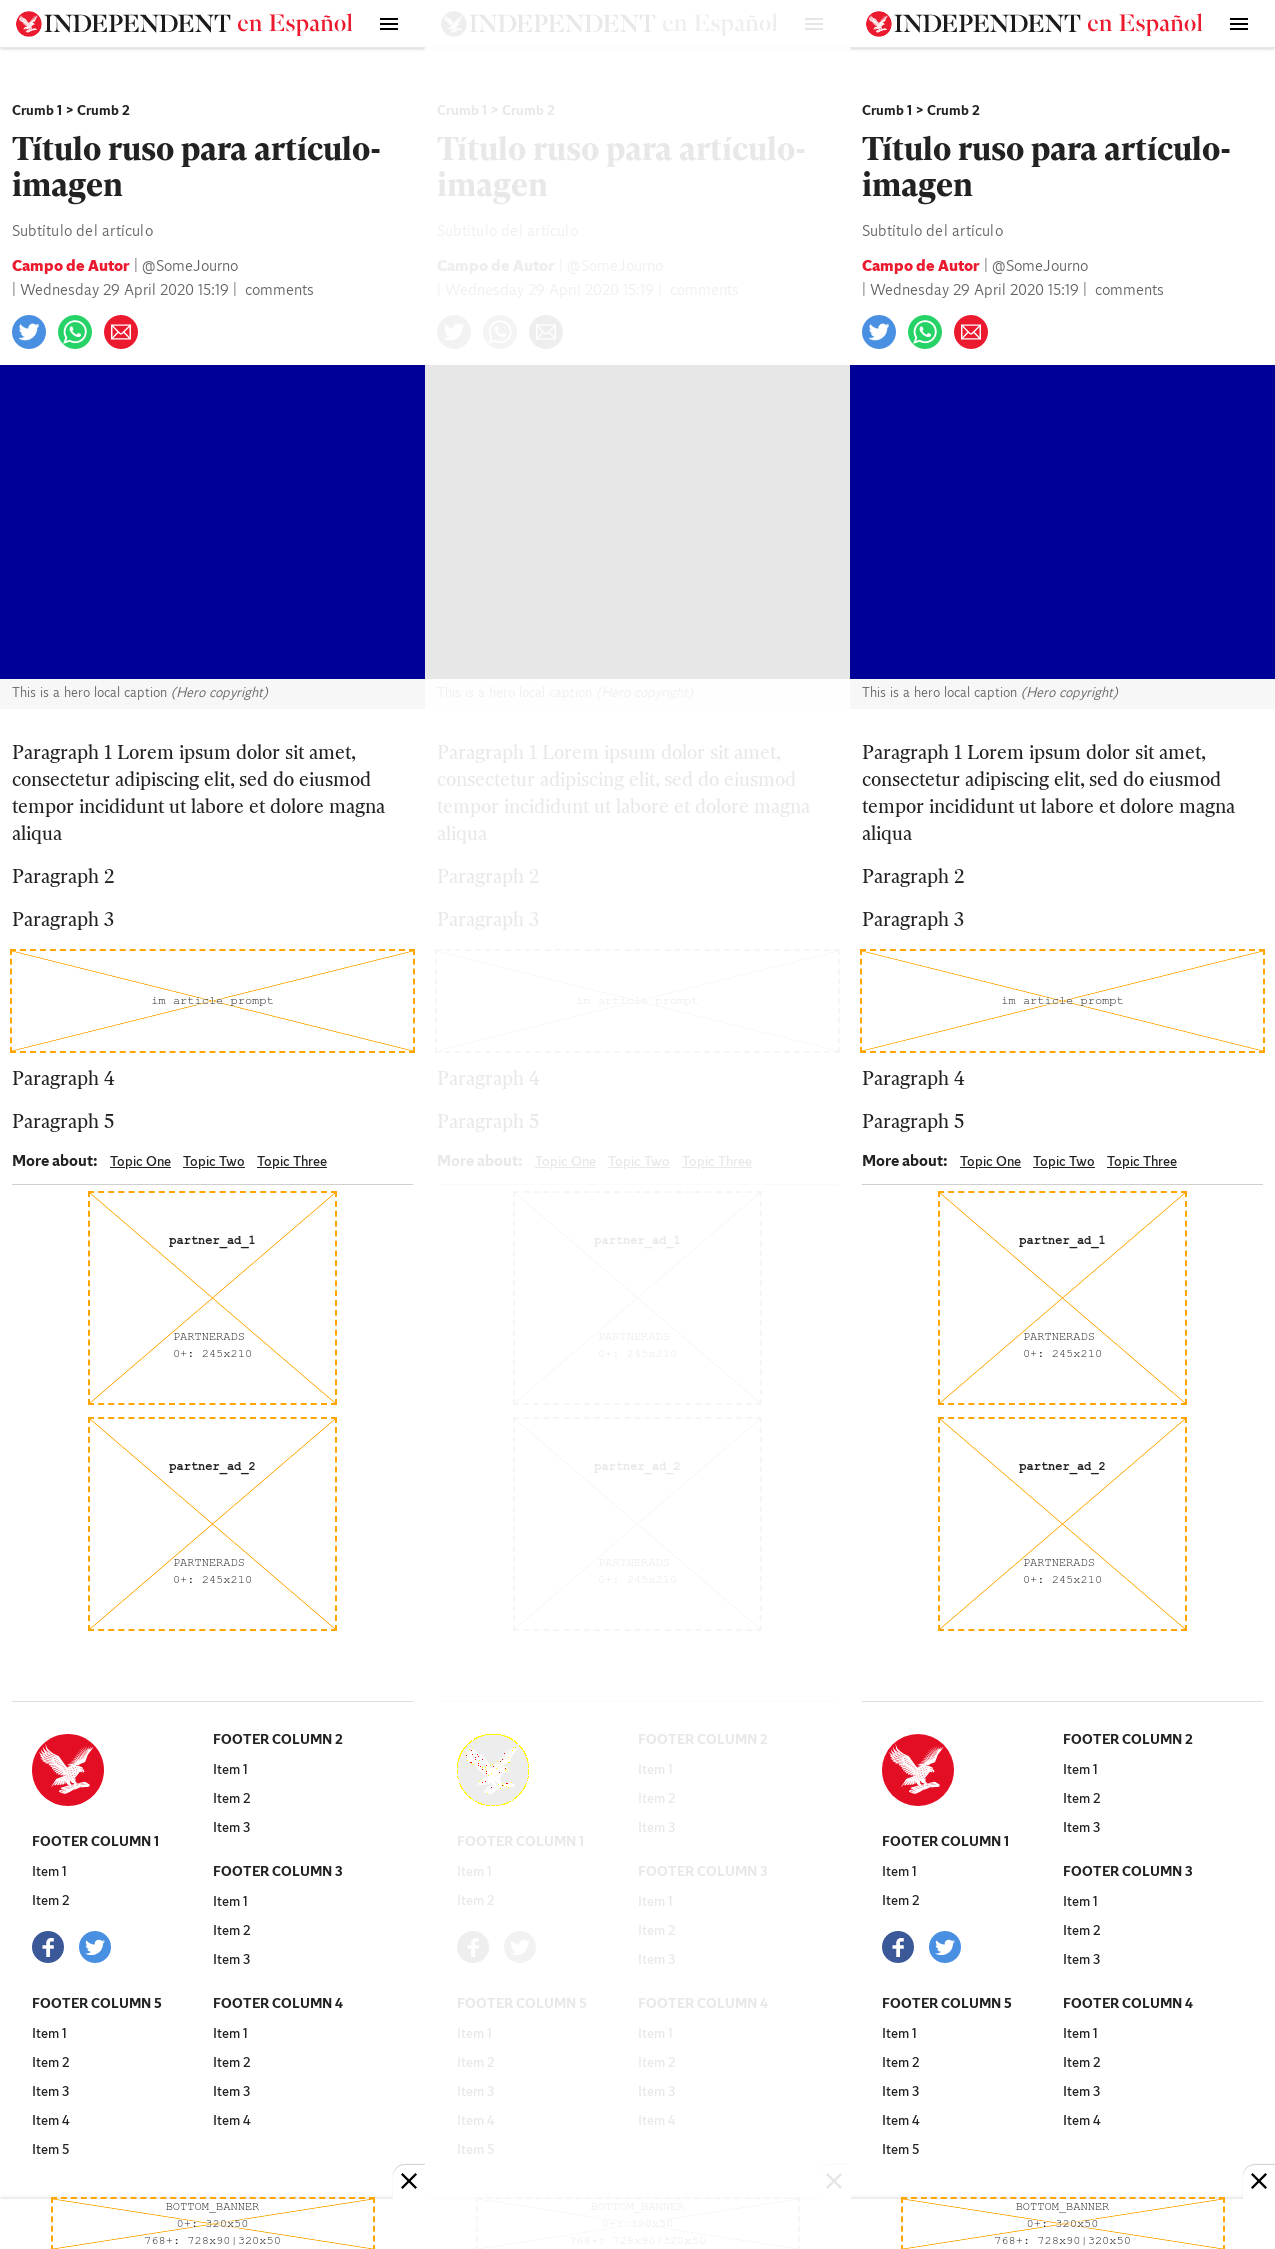 INDEPENDENT en Español
Crumb 1 > Crumb 2
Título ruso para artículo-
imagen
Subtítulo del artículo
Campo de Autor | @SomeJourno
| Wednesday 29 April 2020 15:19 | comments
This is a hero local caption (Hero copyright)
Paragraph 1 Lorem ipsum dolor sit amet,
consectetur adipiscing elit, sed do eiusmod
tempor incididunt ut labore et dolore magna
aliqua
Paragraph 2
Paragraph 3
im article prompt
Paragraph 4
Paragraph 5
More about: Topic One Topic Two Topic Three
partner_ad_1
PARTNERADS
0+: 245x210
partner_ad_2
PARTNERADS
0+: 245x210
FOOTER COLUMN 1
Item 1
Item 2
FOOTER COLUMN 5
Item 1
Item 2
Item 3
Item 4
Item 5
FOOTER COLUMN 2
Item 1
Item 2
Item 3
FOOTER COLUMN 3
Item 1
Item 2
Item 3
FOOTER COLUMN 4
Item 1
Item 2
Item 3
Item 4
BOTTOM_BANNER
0+: 320x50
768+: 728x90|320x50
INDEPENDENT en Español
Crumb 1 > Crumb 2
Título ruso para artículo-
imagen
Subtítulo del artículo
Campo de Autor | @SomeJourno
| Wednesday 29 April 2020 15:19 | comments
This is a hero local caption (Hero copyright)
Paragraph 1 Lorem ipsum dolor sit amet,
consectetur adipiscing elit, sed do eiusmod
tempor incididunt ut labore et dolore magna
aliqua
Paragraph 2
Paragraph 3
im article prompt
Paragraph 4
Paragraph 5
More about: Topic One Topic Two Topic Three
partner_ad_1
PARTNERADS
0+: 245x210
partner_ad_2
PARTNERADS
0+: 245x210
FOOTER COLUMN 1
Item 1
Item 2
FOOTER COLUMN 5
Item 1
Item 2
Item 3
Item 4
Item 5
FOOTER COLUMN 2
Item 1
Item 2
Item 3
FOOTER COLUMN 3
Item 1
Item 2
Item 3
FOOTER COLUMN 4
Item 1
Item 2
Item 3
Item 4
BOTTOM_BANNER
0+: 320x50
768+: 728x90|320x50
INDEPENDENT en Español
Crumb 1 > Crumb 2
Título ruso para artículo-
imagen
Subtítulo del artículo
Campo de Autor | @SomeJourno
| Wednesday 29 April 2020 15:19 | comments
This is a hero local caption (Hero copyright)
Paragraph 1 Lorem ipsum dolor sit amet,
consectetur adipiscing elit, sed do eiusmod
tempor incididunt ut labore et dolore magna
aliqua
Paragraph 2
Paragraph 3
im article prompt
Paragraph 4
Paragraph 5
More about: Topic One Topic Two Topic Three
partner_ad_1
PARTNERADS
0+: 245x210
partner_ad_2
PARTNERADS
0+: 245x210
FOOTER COLUMN 1
Item 1
Item 2
FOOTER COLUMN 5
Item 1
Item 2
Item 3
Item 4
Item 5
FOOTER COLUMN 2
Item 1
Item 2
Item 3
FOOTER COLUMN 3
Item 1
Item 2
Item 3
FOOTER COLUMN 4
Item 1
Item 2
Item 3
Item 4
BOTTOM_BANNER
0+: 320x50
768+: 728x90|320x50